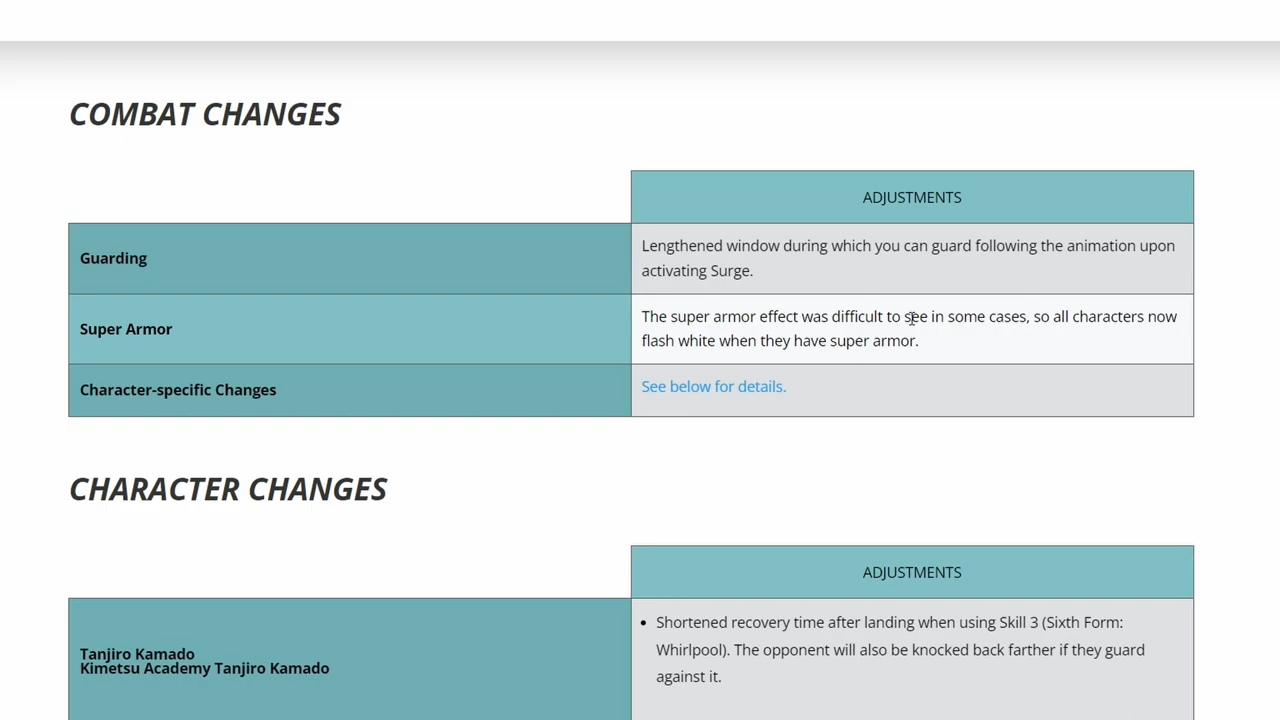 COMBAT CHANGES
ADJUSTMENTS
Guarding
Lengthened window during which you can guard following the animation upon
activating Surge.
Super Armor
The super armor effect was difficult to see in some cases, so all characters now
flash white when they have super armor.
Character-specific Changes
See below for details.
CHARACTER CHANGES
ADJUSTMENTS
Tanjiro Kamado
Kimetsu Academy Tanjiro Kamado
• Shortened recovery time after landing when using Skill 3 (Sixth Form:
Whirlpool). The opponent will also be knocked back farther if they guard
against it.